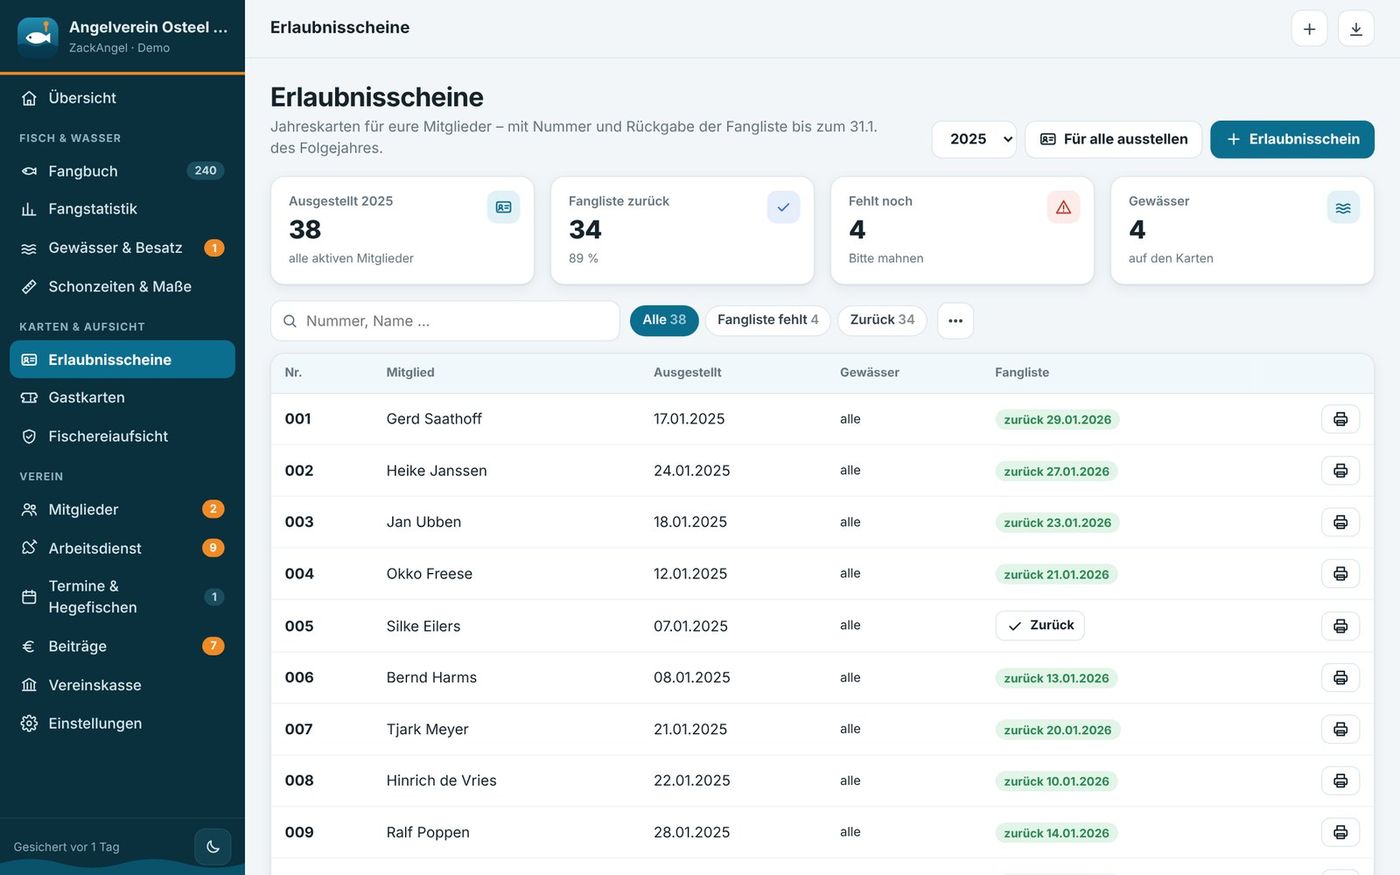 Angelverein Osteel ...
ZackAngel · Demo
Übersicht
FISCH & WASSER
Fangbuch 240
Fangstatistik
Gewässer & Besatz 1
Schonzeiten & Maße
KARTEN & AUFSICHT
Erlaubnisscheine
Gastkarten
Fischereiaufsicht
VEREIN
Mitglieder 2
Arbeitsdienst 9
Termine &
Hegefischen 1
Beiträge 7
Vereinskasse
Einstellungen
Gesichert vor 1 Tag
Erlaubnisscheine
Erlaubnisscheine
Jahreskarten für eure Mitglieder – mit Nummer und Rückgabe der Fangliste bis zum 31.1.
des Folgejahres.
2025 Für alle ausstellen + Erlaubnisschein
Ausgestellt 2025
38
alle aktiven Mitglieder
Fangliste zurück
34
89 %
Fehlt noch
4
Bitte mahnen
Gewässer
4
auf den Karten
Nummer, Name ... Alle 38 Fangliste fehlt 4 Zurück 34
Nr. Mitglied Ausgestellt Gewässer Fangliste
001 Gerd Saathoff 17.01.2025 alle zurück 29.01.2026
002 Heike Janssen 24.01.2025 alle zurück 27.01.2026
003 Jan Ubben 18.01.2025 alle zurück 23.01.2026
004 Okko Freese 12.01.2025 alle zurück 21.01.2026
005 Silke Eilers 07.01.2025 alle Zurück
006 Bernd Harms 08.01.2025 alle zurück 13.01.2026
007 Tjark Meyer 21.01.2025 alle zurück 20.01.2026
008 Hinrich de Vries 22.01.2025 alle zurück 10.01.2026
009 Ralf Poppen 28.01.2025 alle zurück 14.01.2026